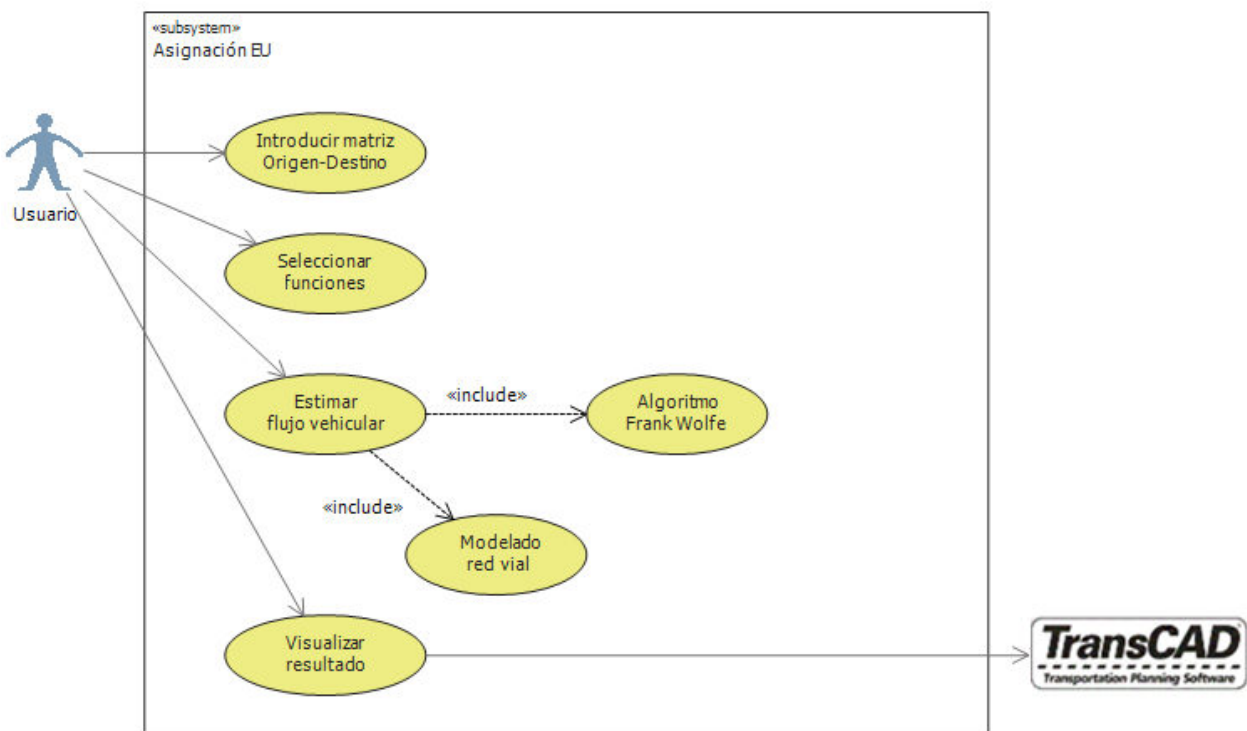 «subsystem»
Asignación EU
Introducir matriz
Origen-Destino
Usuario
Seleccionar
funciones
Estimar
flujo vehicular
«include»
Algoritmo
Frank Wolfe
«include»
Modelado
red vial
Visualizar
resultado
TransCAD
Transportation Planning Software